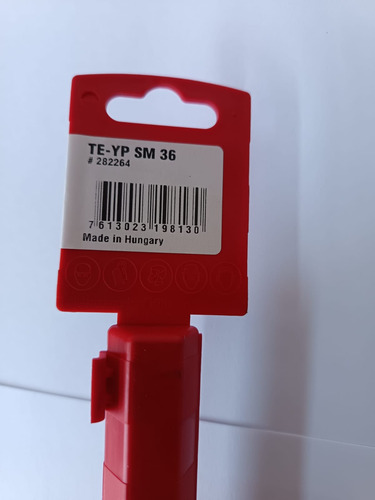 TE-YP SM 36
# 282264
7 613023 198130
Made in Hungary